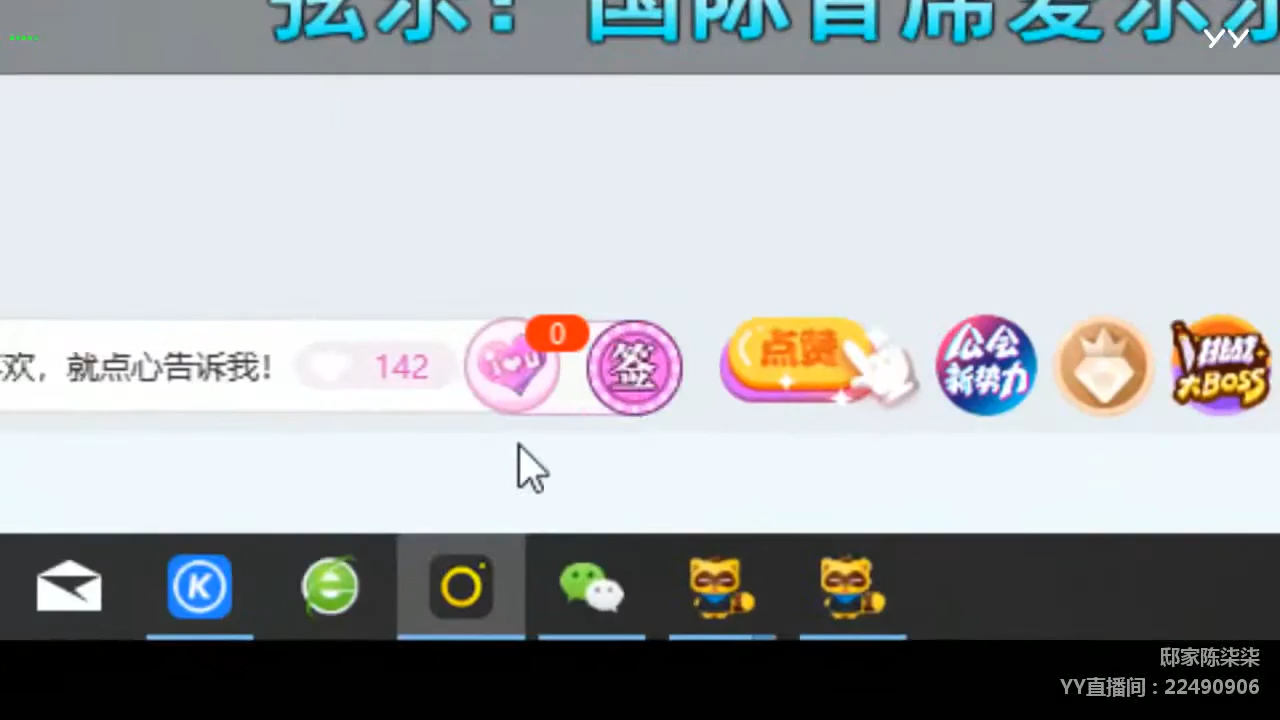 弦乐！国际首席爱乐乐
YY
欢，就点心告诉我！
142
i u
0
签
点赞
公会
新势力
挑战
大BOSS
K
邸家陈柒柒
YY直播间：22490906